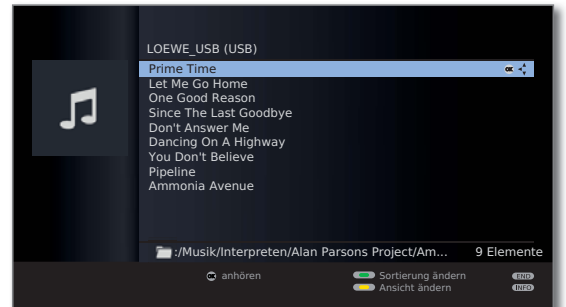 LOEWE_USB (USB)
Prime Time OK
Let Me Go Home
One Good Reason
Since The Last Goodbye
Don't Answer Me
Dancing On A Highway
You Don't Believe
Pipeline
Ammonia Avenue
:/Musik/Interpreten/Alan Parsons Project/Am... 9 Elemente
OK anhören Sortierung ändern END
Ansicht ändern INFO